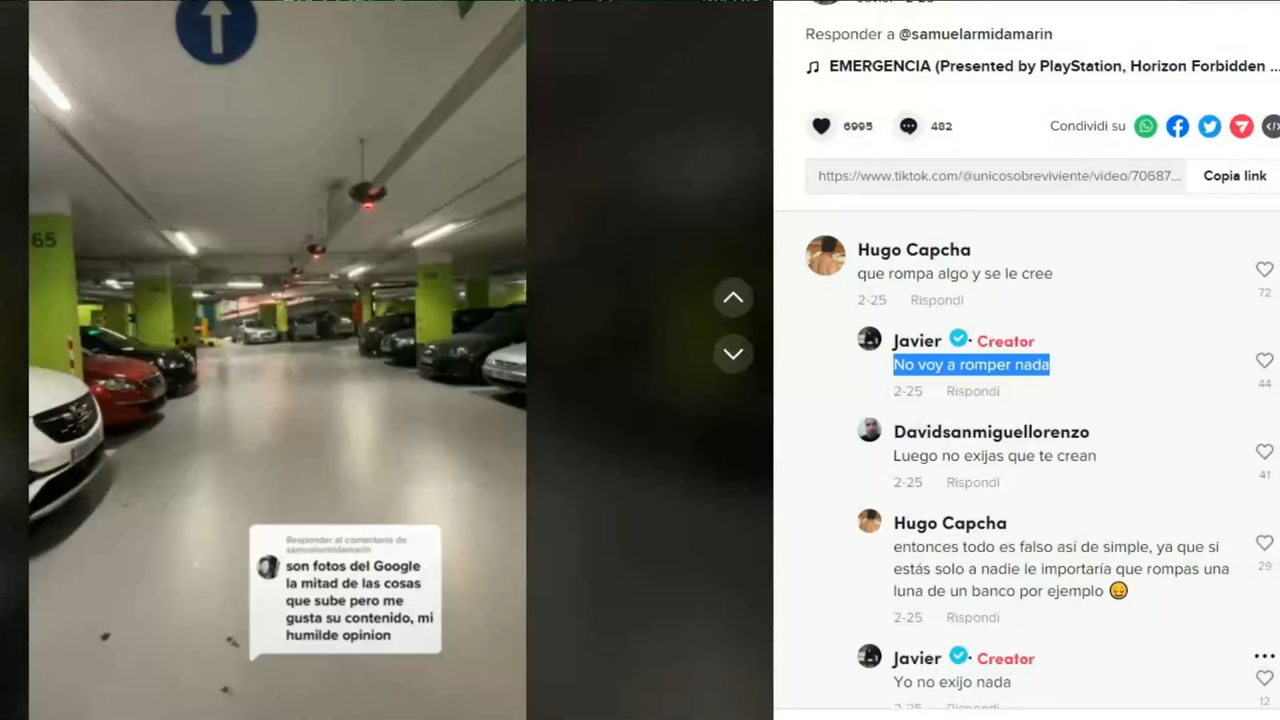 65
Responder al comentario de
samuelarmidamarin
son fotos del Google
la mitad de las cosas
que sube pero me
gusta su contenido, mi
humilde opinion
Responder a @samuelarmidamarin
EMERGENCIA (Presented by PlayStation, Horizon Forbidden ...
6995
482
Condividi su
https://www.tiktok.com/@unicosobreviviente/video/70687...
Copia link
Hugo Capcha
que rompa algo y se le cree
72
2-25 Rispondi
Javier · Creator
No voy a romper nada
44
2-25 Rispondi
Davidsanmiguellorenzo
Luego no exijas que te crean
41
2-25 Rispondi
Hugo Capcha
entonces todo es falso así de simple, ya que si
estás solo a nadie le importaría que rompas una
29
luna de un banco por ejemplo 😔
2-25 Rispondi
Javier · Creator
Yo no exijo nada
12
2-25 Rispondi